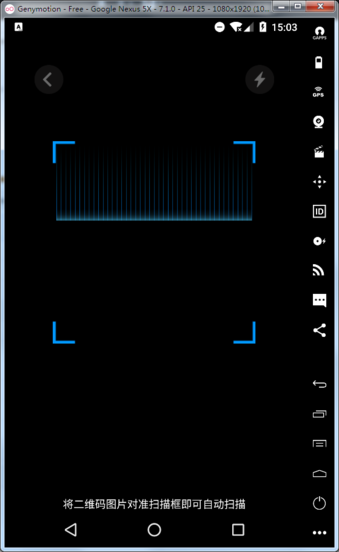 Genymotion - Free - Google Nexus 5X - 7.1.0 - API 25 - 1080x1920 (10...
A
15:03
GAPPS
GPS
ID
将二维码图片对准扫描框即可自动扫描